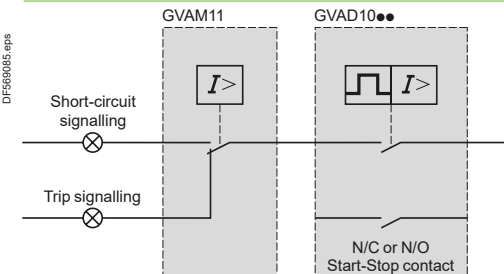 GVAM11
GVAD10●●
DF569085.eps
I>
I>
Short-circuit
signalling
Trip signalling
N/C or N/O
Start-Stop contact